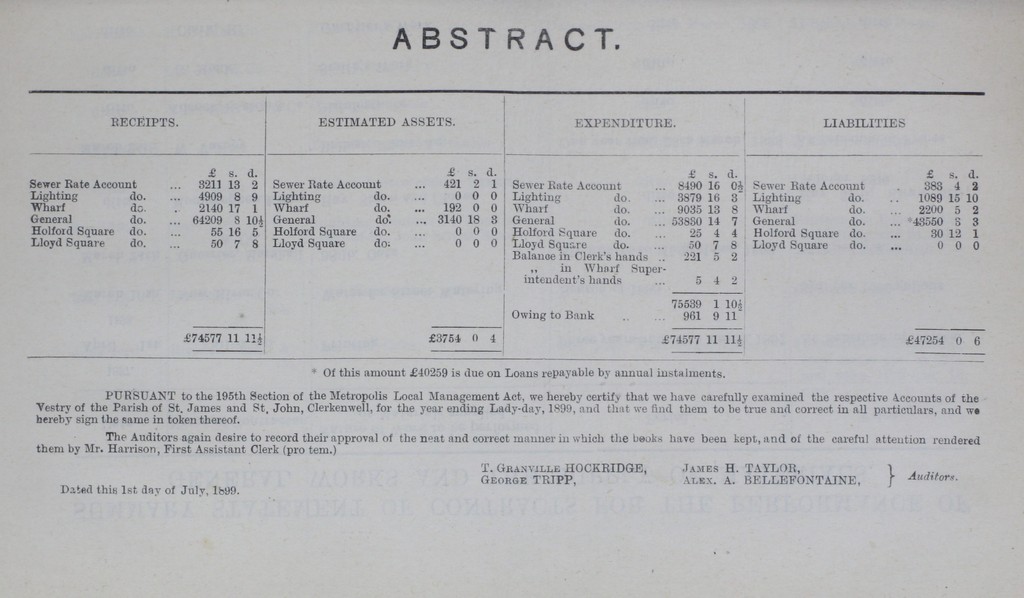 ABSTRACT.
RECEIPTS.
£ s. d.
Sewer Rate Account ... 3211 13 2
Lighting do. ... 4909 8 9
Wharf do. .. 2140 17 1
General do. ... 64209 8 10½
Holford Square do. ... 55 16 5
Lloyd Square do. ... 50 7 8
£74577 11 11½
ESTIMATED ASSETS.
£ s. d.
Sewer Rate Account ... 421 2 1
Lighting do. ... 0 0 0
Wharf do. ... 192 0 0
General do. ... 3140 18 3
Holford Square do. ... 0 0 0
Lloyd Square do. ... 0 0 0
£3754 0 4
EXPENDITURE.
£ s. d.
Sewer Rate Account ... 8490 16 0½
Lighting do. ... 3879 16 3
Wharf do. ... 9035 13 8
General do. ... 53830 14 7
Holford Square do. ... 25 4 4
Lloyd Square do. ... 50 7 8
Balance in Clerk's hands .. 221 5 2
„ in Wharf Super-
intendent's hands ... 5 4 2
75539 1 10½
Owing to Bank .. ... 961 9 11
£74577 11 11½
LIABILITIES
£ s. d.
Sewer Rate Account . 383 4 2
Lighting do. .. 1089 15 10
Wharf do. .. 2200 5 2
General do. ... *43550 3 3
Holford Square do. ... 30 12 1
Lloyd Square do. ... 0 0 0
£47254 0 6
* Of this amount £40259 is due on Loans repayable by annual instalments.
PURSUANT to the 195th Section of the Metropolis Local Management Act, we hereby certify that we have carefully examined the respective Accounts of the
Vestry of the Parish of St. James and St. John, Clerkenwell, for the year ending Lady-day, 1899, and that we find them to be true and correct in all particulars, and we
hereby sign the same in token thereof.
The Auditors again desire to record their approval of the neat and correct manner in which the books have been kept, and of the careful attention rendered
them by Mr. Harrison, First Assistant Clerk (pro tem.)
T. GRANVILLE HOCKRIDGE, JAMES H. TAYLOR,
GEORGE TRIPP, ALEX. A. BELLEFONTAINE, } Auditors.
Dated this 1st day of July, 1899.